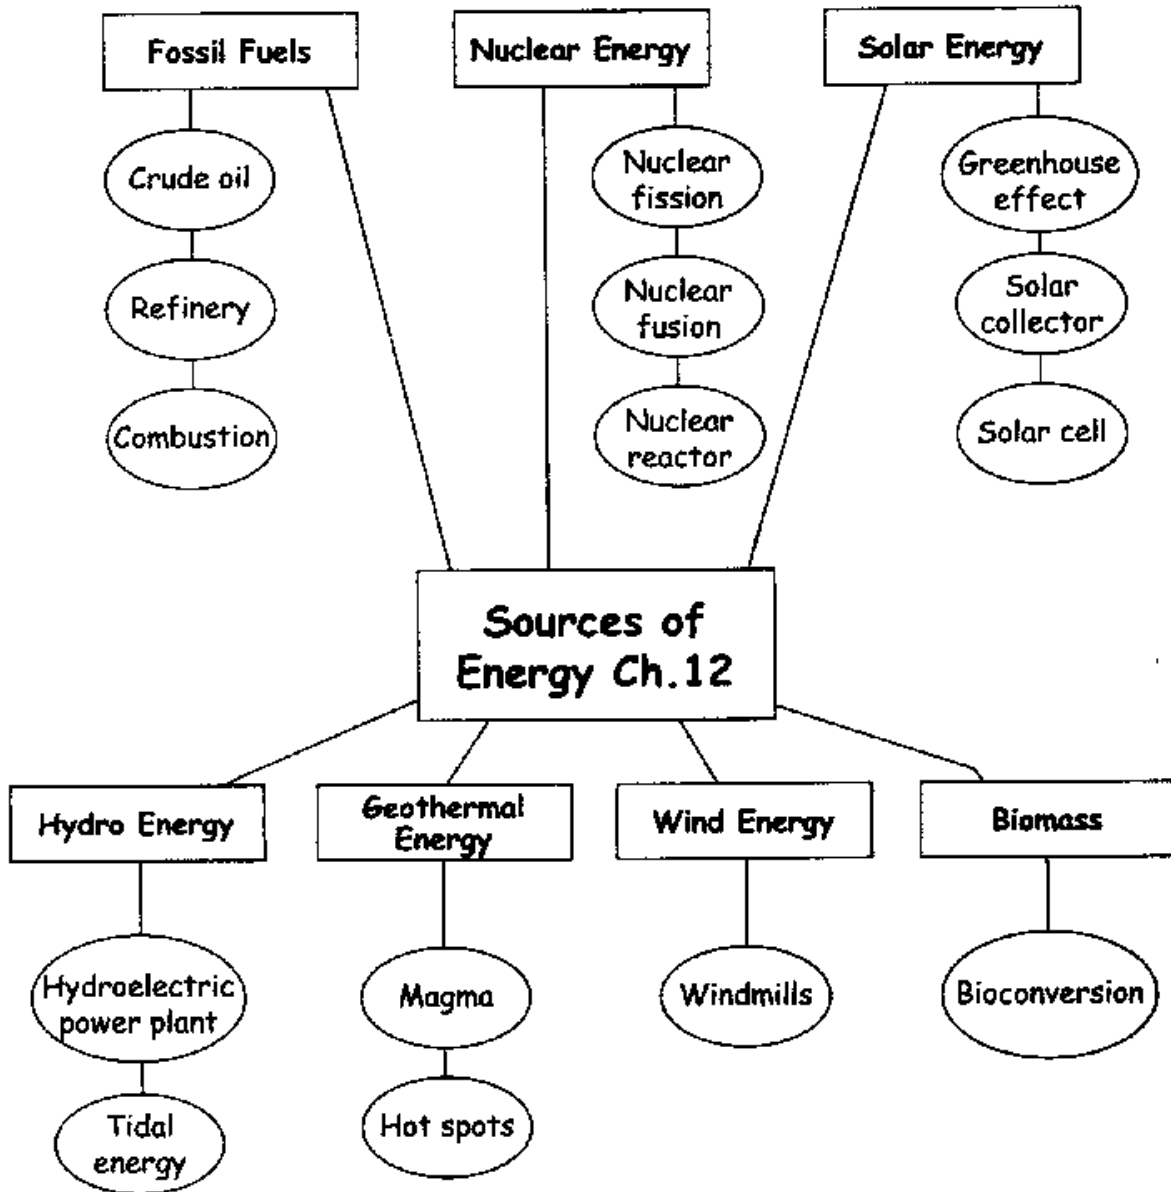 Fossil Fuels
Nuclear Energy
Solar Energy
Crude oil
Nuclear
fission
Greenhouse
effect
Refinery
Nuclear
fusion
Solar
collector
Combustion
Nuclear
reactor
Solar cell
Sources of
Energy Ch.12
Hydro Energy
Geothermal
Energy
Wind Energy
Biomass
Hydroelectric
power plant
Magma
Windmills
Bioconversion
Tidal
energy
Hot spots